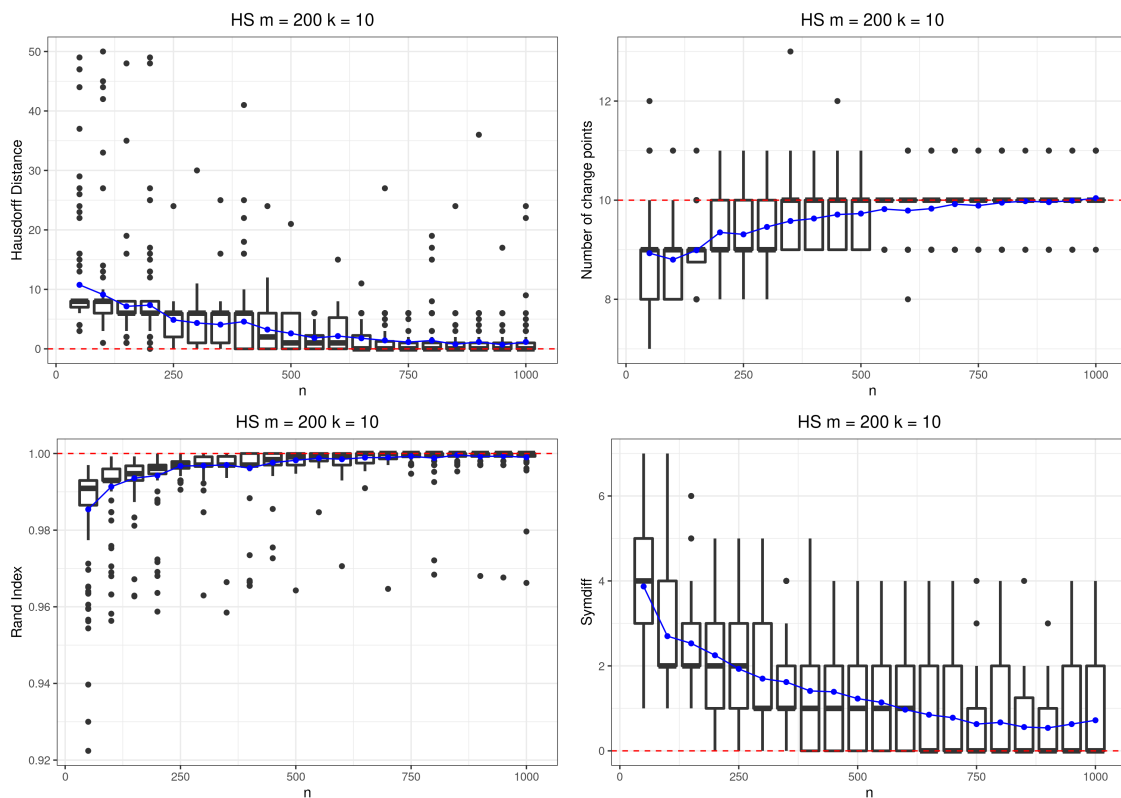 HS m = 200 k = 10
Hausdorff Distance
50
40
30
20
10
0
0 250 500 750 1000
n
HS m = 200 k = 10
Number of change points
12
10
8
0 250 500 750 1000
n
HS m = 200 k = 10
Rand Index
1.00
0.98
0.96
0.94
0.92
0 250 500 750 1000
n
HS m = 200 k = 10
Symdiff
6
4
2
0
0 250 500 750 1000
n